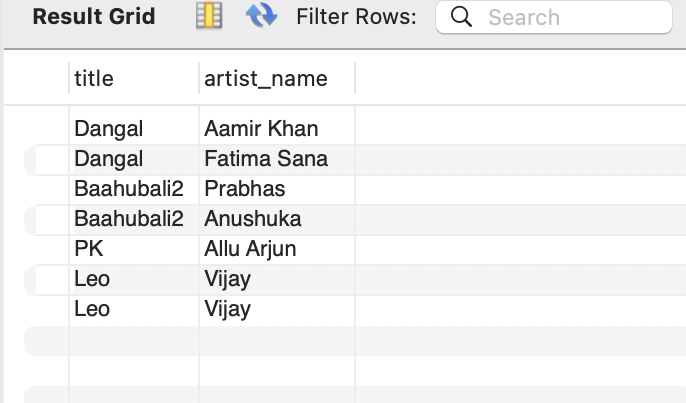 Result Grid Filter Rows: Search
title artist_name
Dangal Aamir Khan
Dangal Fatima Sana
Baahubali2 Prabhas
Baahubali2 Anushuka
PK Allu Arjun
Leo Vijay
Leo Vijay